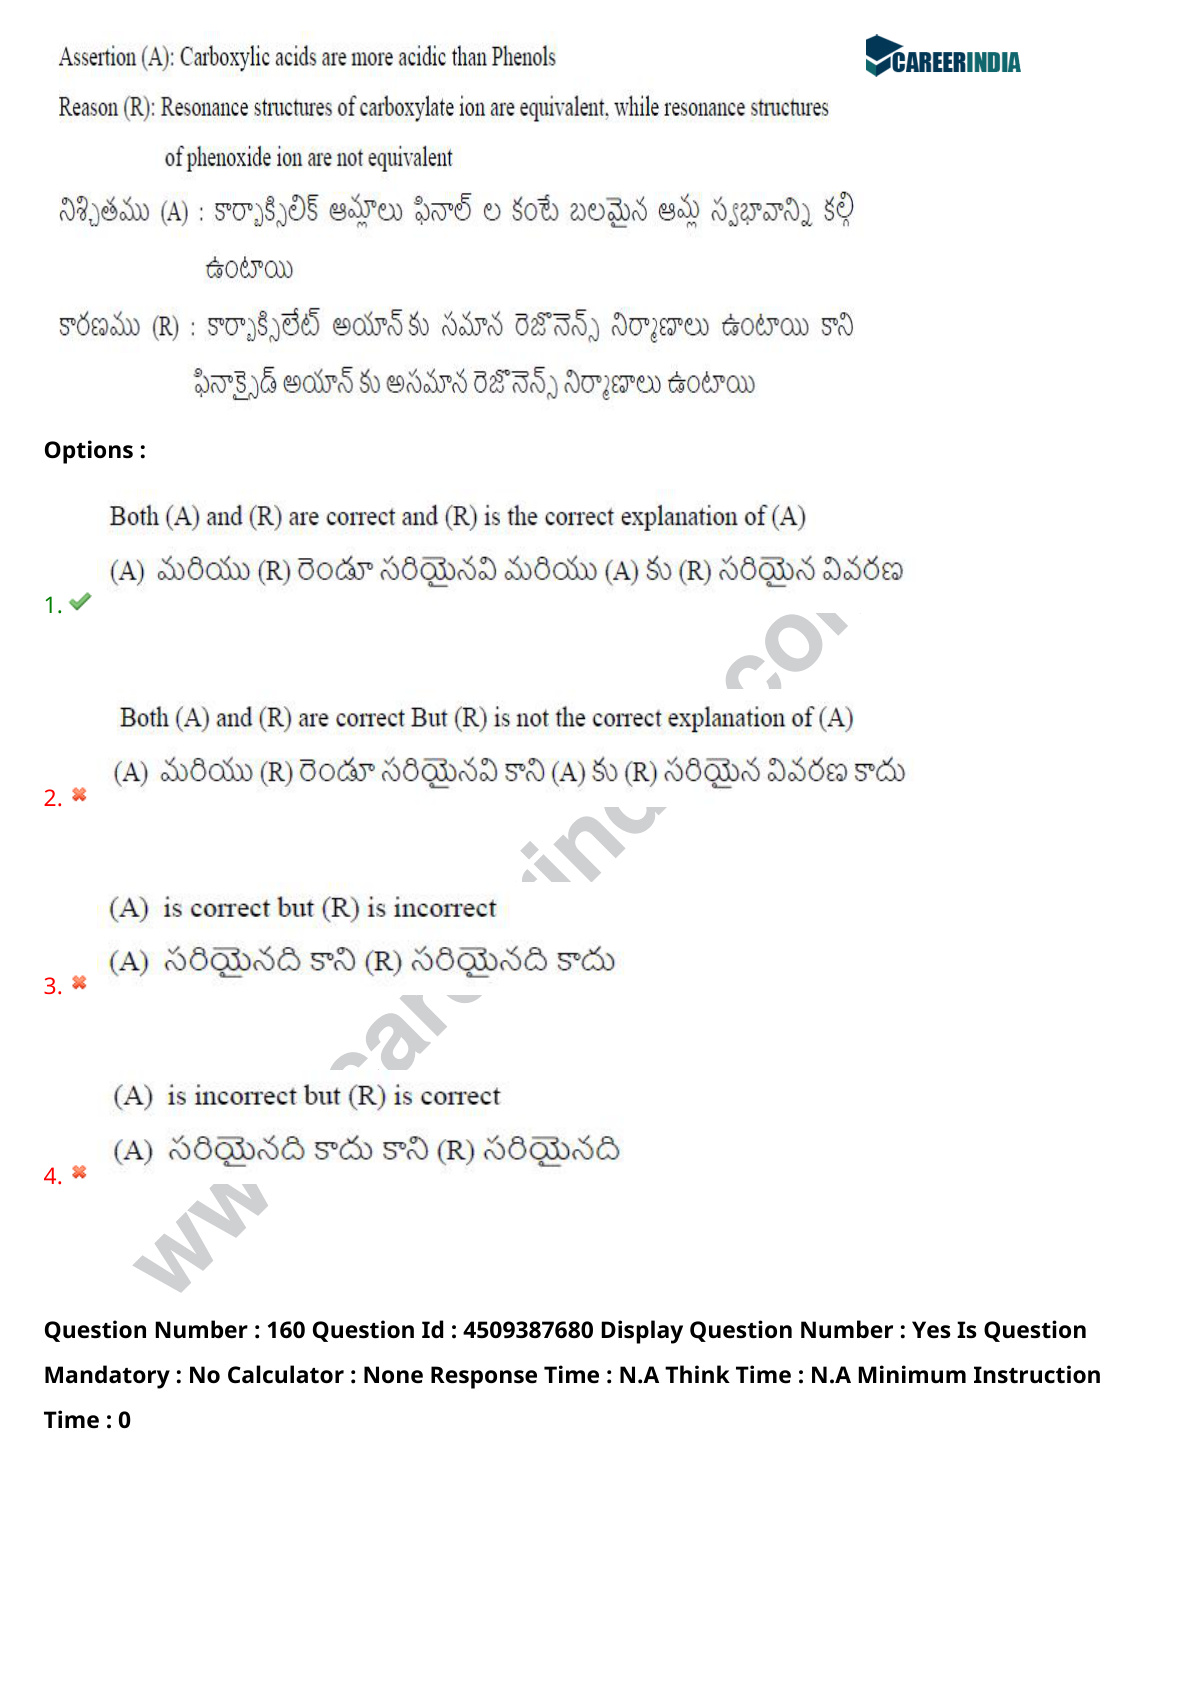 Assertion (A): Carboxylic acids are more acidic than Phenols
CAREERINDIA
Reason (R): Resonance structures of carboxylate ion are equivalent, while resonance structures
of phenoxide ion are not equivalent
నిశ్చితము (A) : కార్బాక్సిలిక్ ఆమ్లాలు ఫినాల్ ల కంటే బలమైన ఆమ్ల స్వభావాన్ని కల్గి
ఉంటాయి
కారణము (R) : కార్బాక్సిలేట్ అయాన్ కు సమాన రెజొనెన్స్ నిర్మాణాలు ఉంటాయి కాని
ఫినాక్సైడ్ అయాన్ కు అసమాన రెజొనెన్స్ నిర్మాణాలు ఉంటాయి
Options :
Both (A) and (R) are correct and (R) is the correct explanation of (A)
(A) మరియు (R) రెండూ సరియైనవి మరియు (A) కు (R) సరియైన వివరణ
1.
Both (A) and (R) are correct But (R) is not the correct explanation of (A)
(A) మరియు (R) రెండూ సరియైనవి కాని (A) కు (R) సరియైన వివరణ కాదు
2.
(A) is correct but (R) is incorrect
(A) సరియైనది కాని (R) సరియైనది కాదు
3.
(A) is incorrect but (R) is correct
(A) సరియైనది కాదు కాని (R) సరియైనది
4.
Question Number : 160 Question Id : 4509387680 Display Question Number : Yes Is Question
Mandatory : No Calculator : None Response Time : N.A Think Time : N.A Minimum Instruction
Time : 0